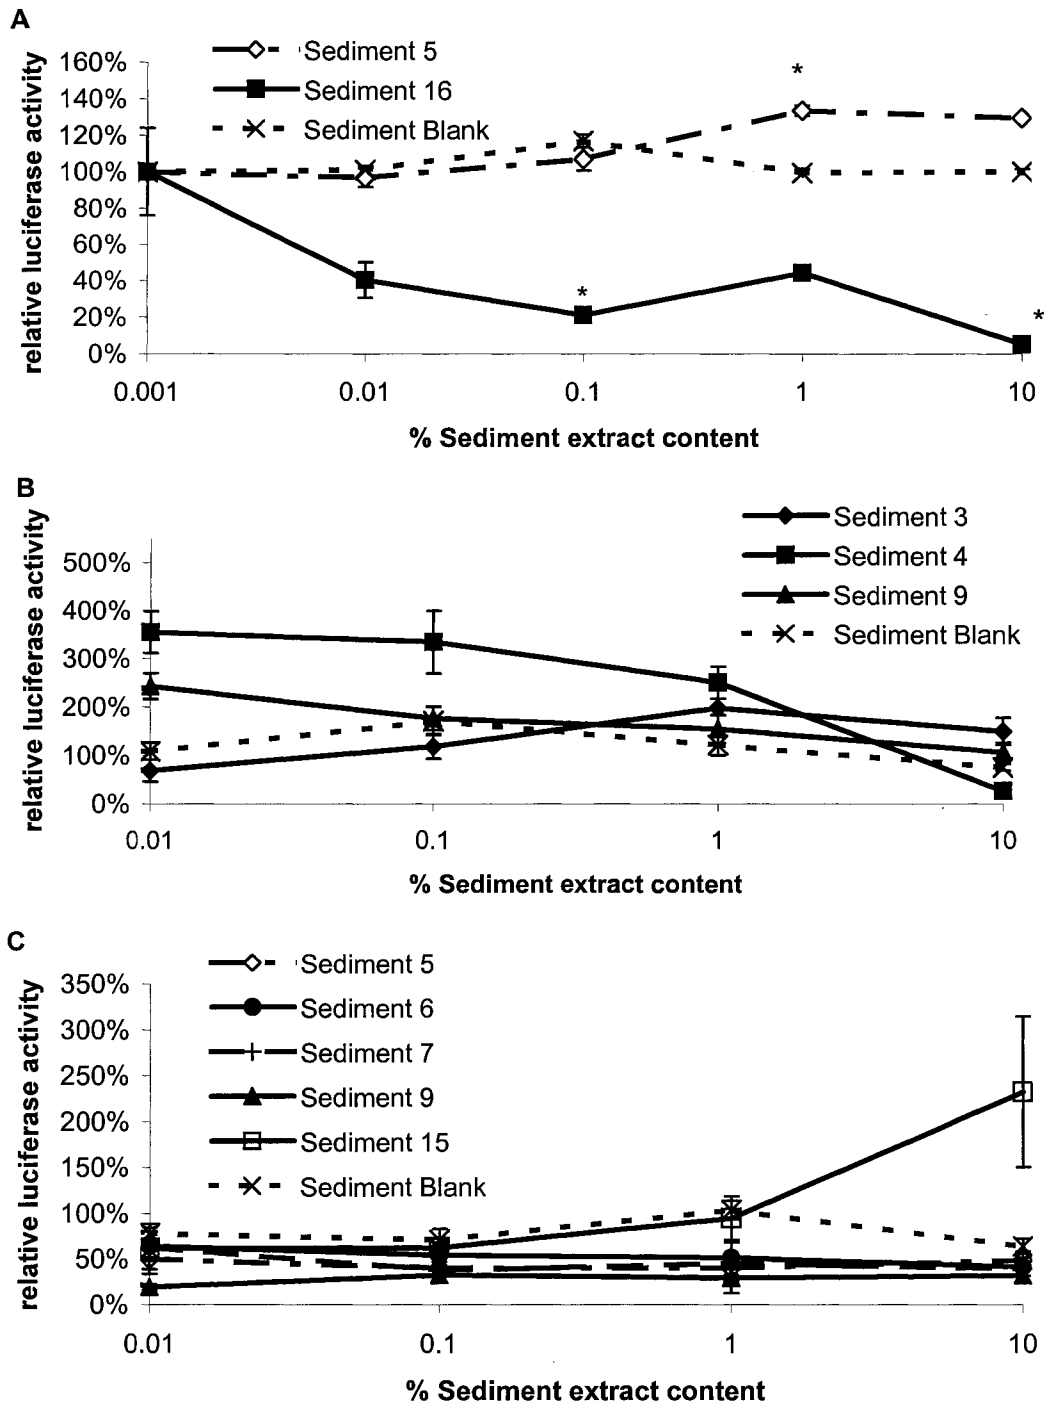 A
Sediment 5
Sediment 16
Sediment Blank
relative luciferase activity
160%
140%
120%
100%
80%
60%
40%
20%
0%
*
*
*
0.001
0.01
0.1
1
10
% Sediment extract content
B
Sediment 3
Sediment 4
Sediment 9
Sediment Blank
relative luciferase activity
500%
400%
300%
200%
100%
0%
0.01
0.1
1
10
% Sediment extract content
C
Sediment 5
Sediment 6
Sediment 7
Sediment 9
Sediment 15
Sediment Blank
relative luciferase activity
350%
300%
250%
200%
150%
100%
50%
0%
0.01
0.1
1
10
% Sediment extract content